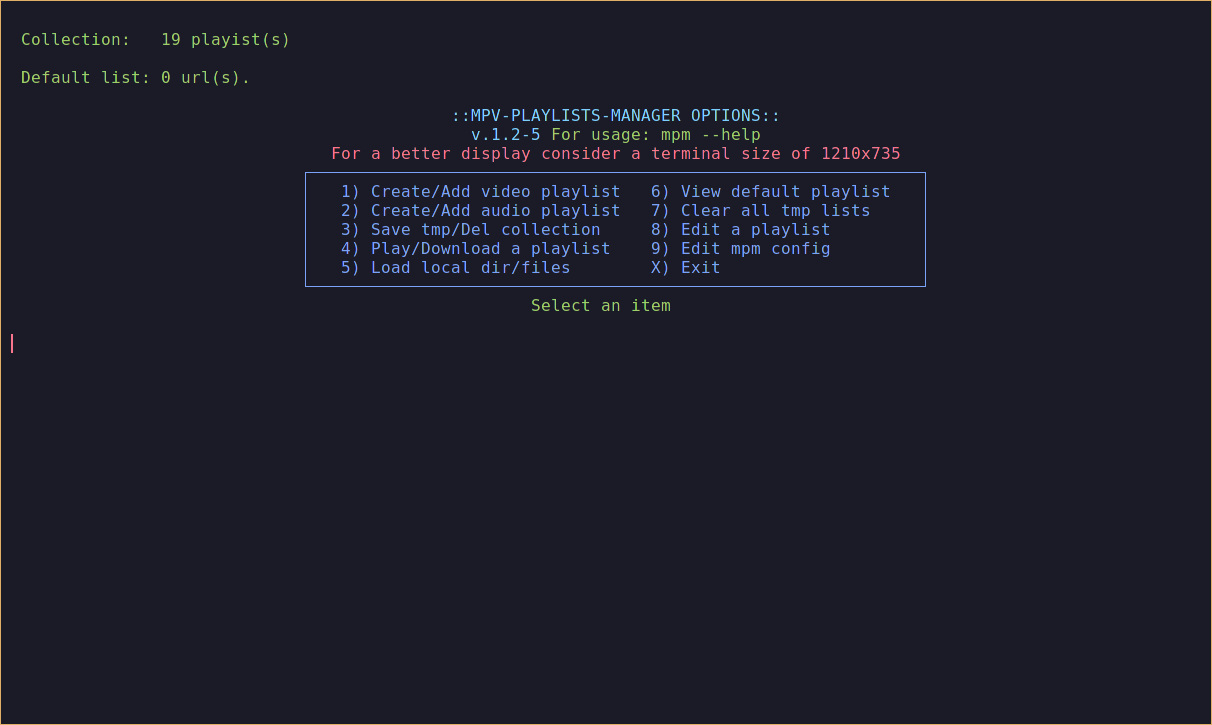 Collection:   19 playist(s)
Default list: 0 url(s).
::MPV-PLAYLISTS-MANAGER OPTIONS::
v.1.2-5 For usage: mpm --help
For a better display consider a terminal size of 1210x735
1) Create/Add video playlist   6) View default playlist
2) Create/Add audio playlist   7) Clear all tmp lists
3) Save tmp/Del collection     8) Edit a playlist
4) Play/Download a playlist    9) Edit mpm config
5) Load local dir/files        X) Exit
Select an item